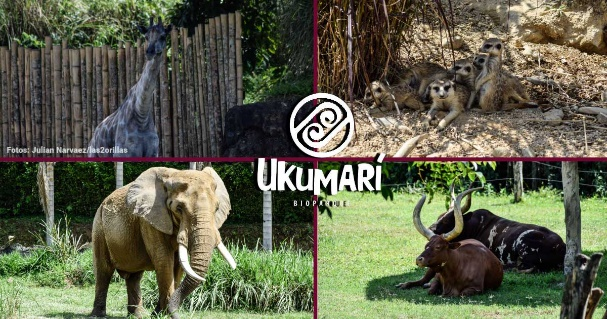 Fotos: Julian Narvaez/las2orillas
UKUMARÍ
BIOPARQUE